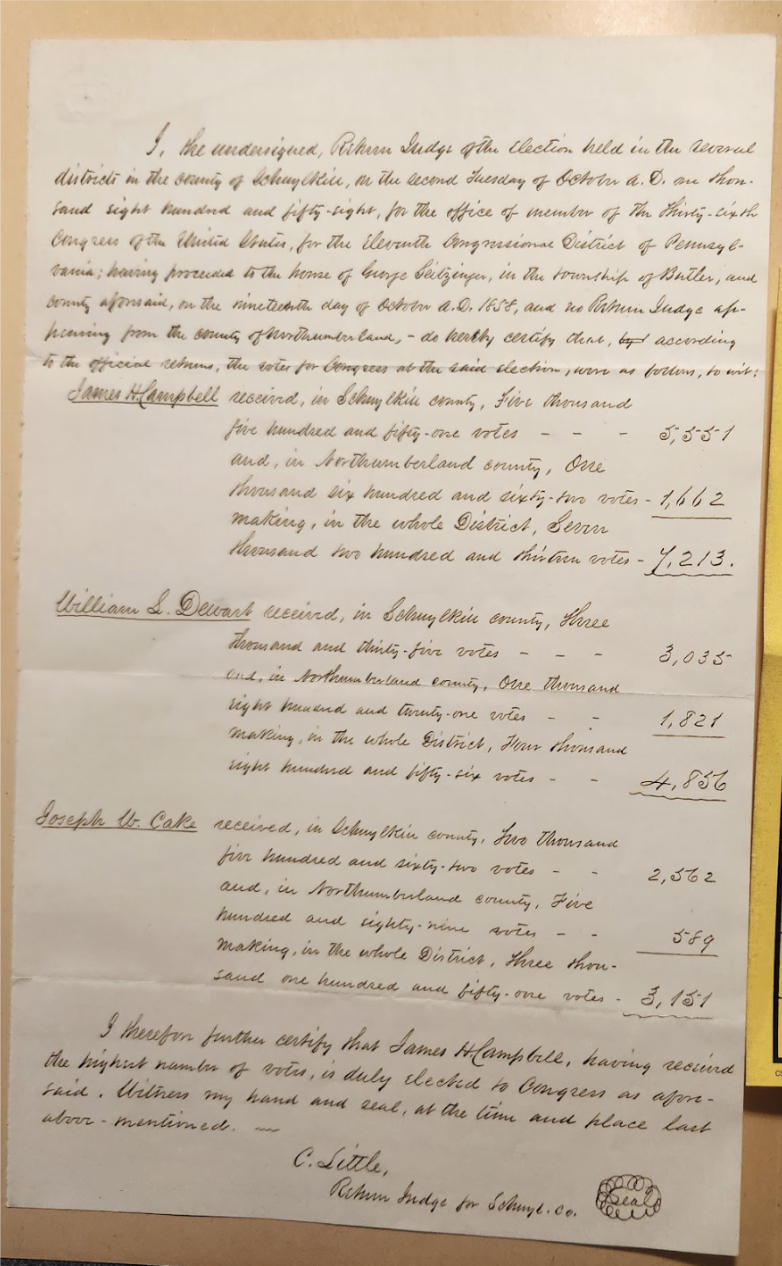 I, the undersigned, Return Judge of the election held in the several
districts in the county of Schuylkill, on the second Tuesday of October A.D. one thou-
sand eight hundred and fifty-eight, for the office of member of the Thirty-sixth
Congress of the United States, for the Eleventh Congressional District of Pennsyl-
vania; having proceeded to the house of George Seitzinger, in the township of Butler, and
county aforesaid, on the nineteenth day of October A.D. 1858, and no Return Judge ap-
pearing from the county of Northumberland, - do hereby certify that, according
to the official returns, the votes for Congress at the said election, were as follows, to wit:
James H. Campbell received, in Schuylkill county, Five thousand
five hundred and fifty-one votes - - - 5,551
and, in Northumberland county, One
thousand six hundred and sixty-two votes - 1,662
making, in the whole District, Seven
thousand two hundred and thirteen votes - 7,213.
William L. Dewart received, in Schuylkill county, Three
thousand and thirty-five votes - - - 3,035
and, in Northumberland county, One thousand
eight hundred and twenty-one votes - - 1,821
making, in the whole District, Four thousand
eight hundred and fifty-six votes - - 4,856
Joseph W. Cake received, in Schuylkill county, Two thousand
five hundred and sixty-two votes - - 2,562
and, in Northumberland county, Five
hundred and eighty-nine votes - - 589
making, in the whole District, Three thou-
sand one hundred and fifty-one votes - 3,151
I therefore further certify that James H. Campbell, having received
the highest number of votes, is duly elected to Congress as afore-
said. Witness my hand and seal, at the time and place last
above-mentioned. —
C. Little,
Return Judge for Schuyl. Co. Seal